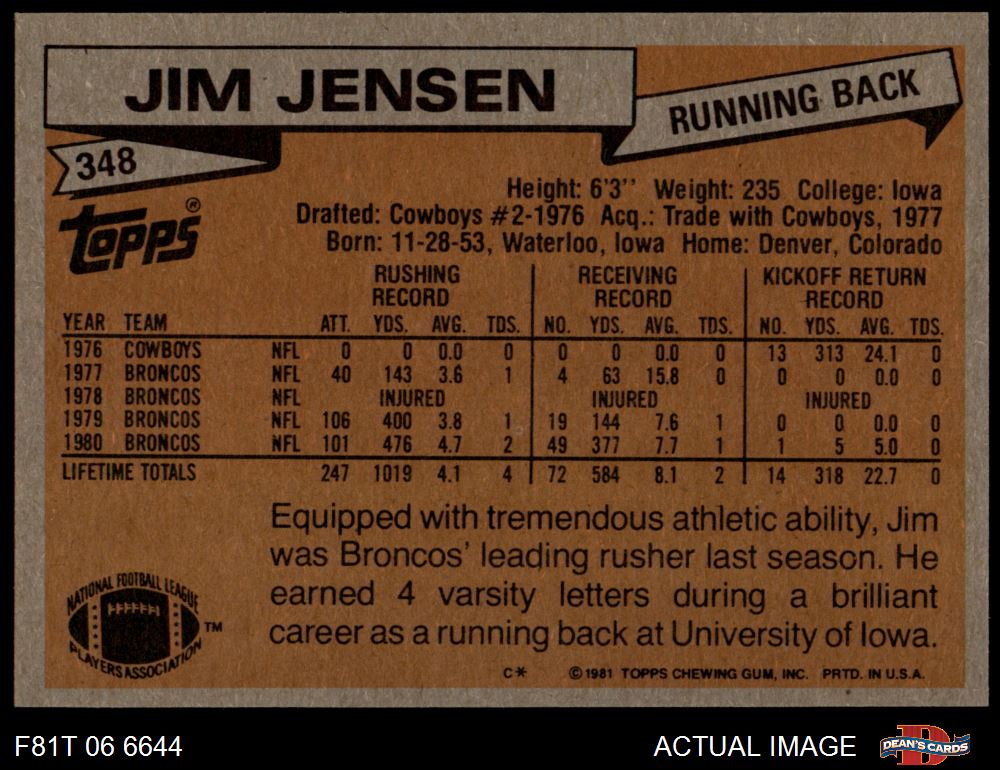 JIM JENSEN
RUNNING BACK
348
topps®
Height: 6'3'' Weight: 235 College: Iowa
Drafted: Cowboys #2-1976 Acq.: Trade with Cowboys, 1977
Born: 11-28-53, Waterloo, Iowa Home: Denver, Colorado
RUSHING RECEIVING KICKOFF RETURN
RECORD RECORD RECORD
YEAR TEAM ATT. YDS. AVG. TDS. NO. YDS. AVG. TDS. NO. YDS. AVG. TDS.
1976 COWBOYS NFL 0 0 0.0 0 0 0 0.0 0 13 313 24.1 0
1977 BRONCOS NFL 40 143 3.6 1 4 63 15.8 0 0 0 0.0 0
1978 BRONCOS NFL INJURED INJURED INJURED
1979 BRONCOS NFL 106 400 3.8 1 19 144 7.6 1 0 0 0.0 0
1980 BRONCOS NFL 101 476 4.7 2 49 377 7.7 1 1 5 5.0 0
LIFETIME TOTALS 247 1019 4.1 4 72 584 8.1 2 14 318 22.7 0
Equipped with tremendous athletic ability, Jim
was Broncos' leading rusher last season. He
earned 4 varsity letters during a brilliant
career as a running back at University of Iowa.
NATIONAL FOOTBALL LEAGUE
PLAYERS ASSOCIATION
TM
C* ©1981 TOPPS CHEWING GUM, INC. PRTD. IN U.S.A.
F81T 06 6644
ACTUAL IMAGE
D
DEAN'S CARDS